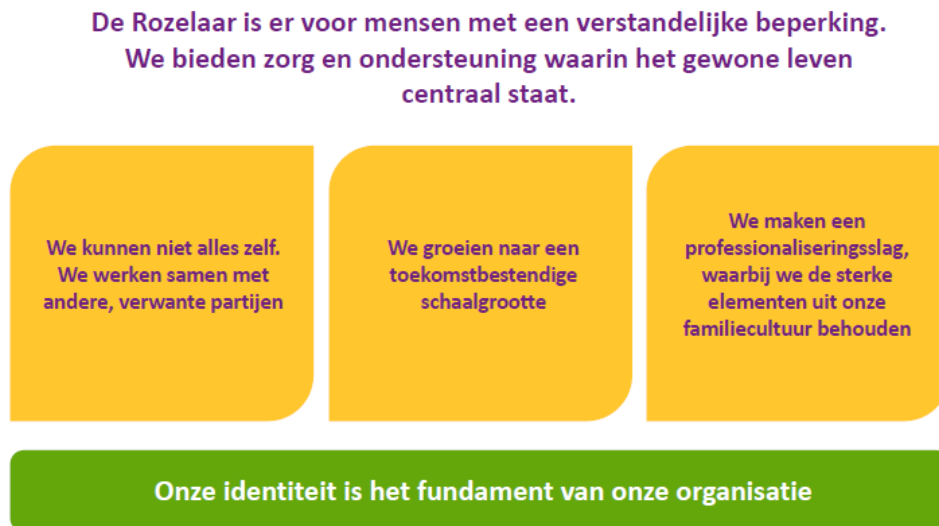 De Rozelaar is er voor mensen met een verstandelijke beperking.
We bieden zorg en ondersteuning waarin het gewone leven
centraal staat.
We kunnen niet alles zelf.
We werken samen met
andere, verwante partijen
We groeien naar een
toekomstbestendige
schaalgrootte
We maken een
professionaliseringsslag,
waarbij we de sterke
elementen uit onze
familiecultuur behouden
Onze identiteit is het fundament van onze organisatie